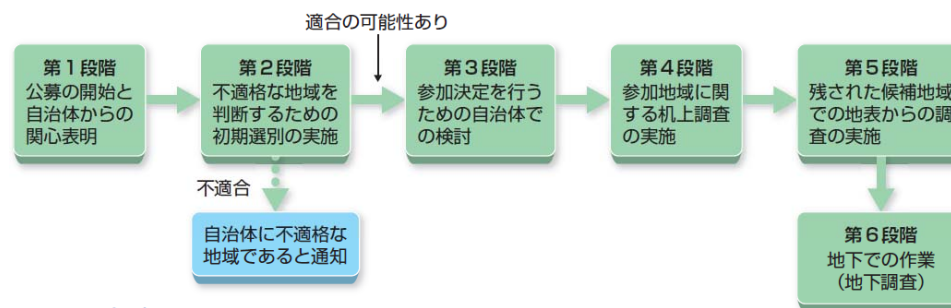 適合の可能性あり
第1段階
公募の開始と
自治体からの
関心表明
第2段階
不適格な地域を
判断するための
初期選別の実施
第3段階
参加決定を行う
ための自治体で
の検討
第4段階
参加地域に関
する机上調査
の実施
第5段階
残された候補地域
での地表からの調
査の実施
不適合
自治体に不適格な
地域であると通知
第6段階
地下での作業
（地下調査）